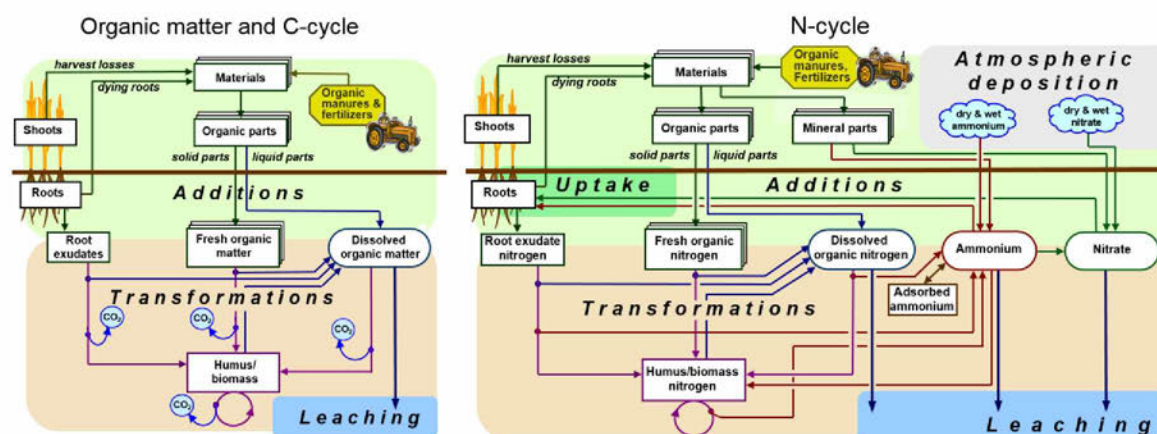 Organic matter and C-cycle
harvest losses
Materials
dying roots
Organic
manures &
fertilizers
Shoots
Organic parts
solid parts
liquid parts
Roots
Additions
Root
exudates
Fresh organic
matter
Dissolved
organic matter
Transformations
CO₂
CO₂
CO₂
Humus/
biomass
CO₂
Leaching
N-cycle
harvest losses
Materials
dying roots
Organic
manures,
Fertilizers
Atmospheric
deposition
dry & wet
ammonium
dry & wet
nitrate
Shoots
Organic parts
Mineral parts
solid parts
liquid parts
Roots
Uptake
Additions
Root exudate
nitrogen
Fresh organic
nitrogen
Dissolved
organic nitrogen
Ammonium
Nitrate
Adsorbed
ammonium
Transformations
Humus/biomass
nitrogen
Leaching